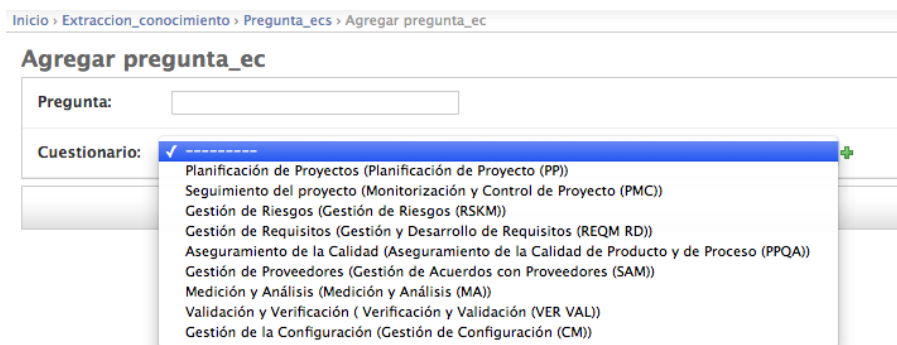 Inicio › Extraccion_conocimiento › Pregunta_ecs › Agregar pregunta_ec
Agregar pregunta_ec
Pregunta:
Cuestionario:
✓ ---------
Planificación de Proyectos (Planificación de Proyecto (PP))
Seguimiento del proyecto (Monitorización y Control de Proyecto (PMC))
Gestión de Riesgos (Gestión de Riesgos (RSKM))
Gestión de Requisitos (Gestión y Desarrollo de Requisitos (REQM RD))
Aseguramiento de la Calidad (Aseguramiento de la Calidad de Producto y de Proceso (PPQA))
Gestión de Proveedores (Gestión de Acuerdos con Proveedores (SAM))
Medición y Análisis (Medición y Análisis (MA))
Validación y Verificación ( Verificación y Validación (VER VAL))
Gestión de la Configuración (Gestión de Configuración (CM))